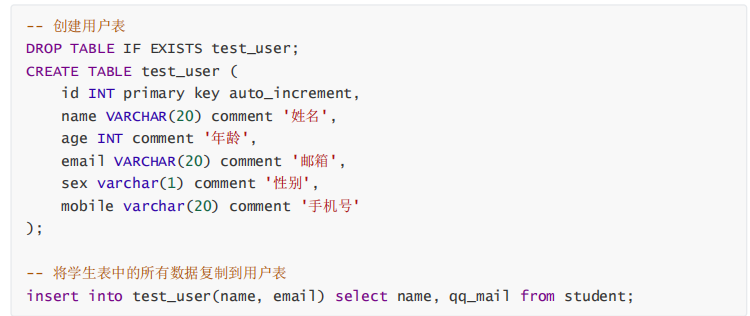 -- 创建用户表
DROP TABLE IF EXISTS test_user;
CREATE TABLE test_user (
    id INT primary key auto_increment,
    name VARCHAR(20) comment '姓名',
    age INT comment '年龄',
    email VARCHAR(20) comment '邮箱',
    sex varchar(1) comment '性别',
    mobile varchar(20) comment '手机号'
);
-- 将学生表中的所有数据复制到用户表
insert into test_user(name, email) select name, qq_mail from student;